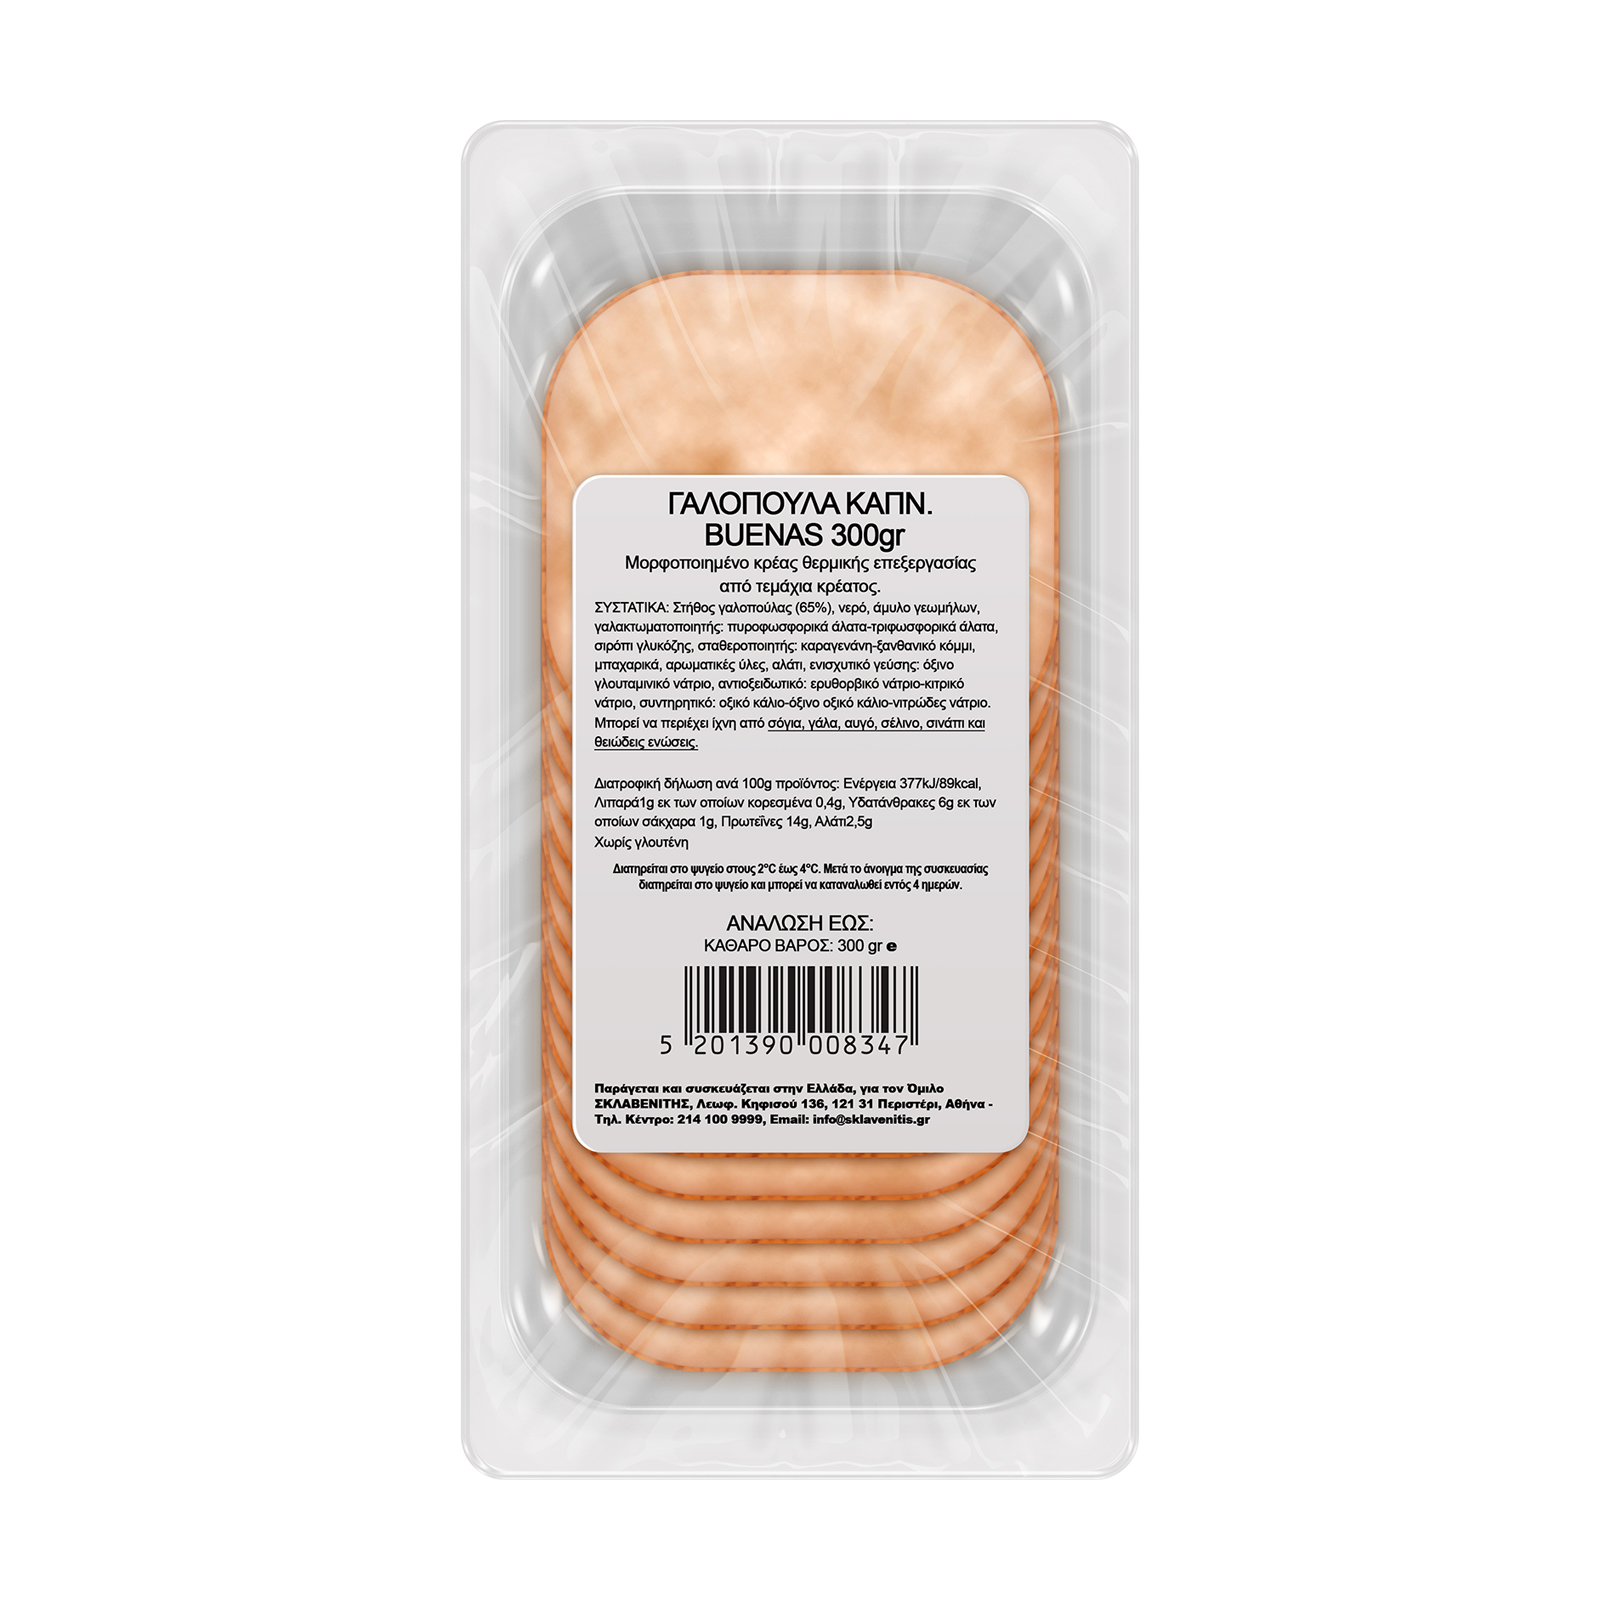 ΓΑΛΟΠΟΥΛΑ ΚΑΠΝ.
BUENAS 300gr
Μορφοποιημένο κρέας θερμικής επεξεργασίας
από τεμάχια κρέατος.
ΣΥΣΤΑΤΙΚΑ: Στήθος γαλοπούλας (65%), νερό, άμυλο γεωμήλων,
γαλακτωματοποιητής: πυροφωσφορικά άλατα-τριφωσφορικά άλατα,
σιρόπι γλυκόζης, σταθεροποιητής: καραγενάνη-ξανθανικό κόμμι,
μπαχαρικά, αρωματικές ύλες, αλάτι, ενισχυτικό γεύσης: όξινο
γλουταμινικό νάτριο, αντιοξειδωτικό: ερυθορβικό νάτριο-κιτρικό
νάτριο, συντηρητικό: οξικό κάλιο-όξινο οξικό κάλιο-νιτρώδες νάτριο.
Μπορεί να περιέχει ίχνη από σόγια, γάλα, αυγό, σέλινο, σινάπι και
θειώδεις ενώσεις.
Διατροφική δήλωση ανά 100g προϊόντος: Ενέργεια 377kJ/89kcal,
Λιπαρά1g εκ των οποίων κορεσμένα 0,4g, Υδατάνθρακες 6g εκ των
οποίων σάκχαρα 1g, Πρωτεΐνες 14g, Αλάτι2,5g
Χωρίς γλουτένη
Διατηρείται στο ψυγείο στους 2°C έως 4°C. Μετά το άνοιγμα της συσκευασίας
διατηρείται στο ψυγείο και μπορεί να καταναλωθεί εντός 4 ημερών.
ΑΝΑΛΩΣΗ ΕΩΣ:
ΚΑΘΑΡΟ ΒΑΡΟΣ: 300 gr e
5 201390 008347
Παράγεται και συσκευάζεται στην Ελλάδα, για τον Όμιλο
ΣΚΛΑΒΕΝΙΤΗΣ, Λεωφ. Κηφισού 136, 121 31 Περιστέρι, Αθήνα -
Τηλ. Κέντρο: 214 100 9999, Email: info@sklavenitis.gr